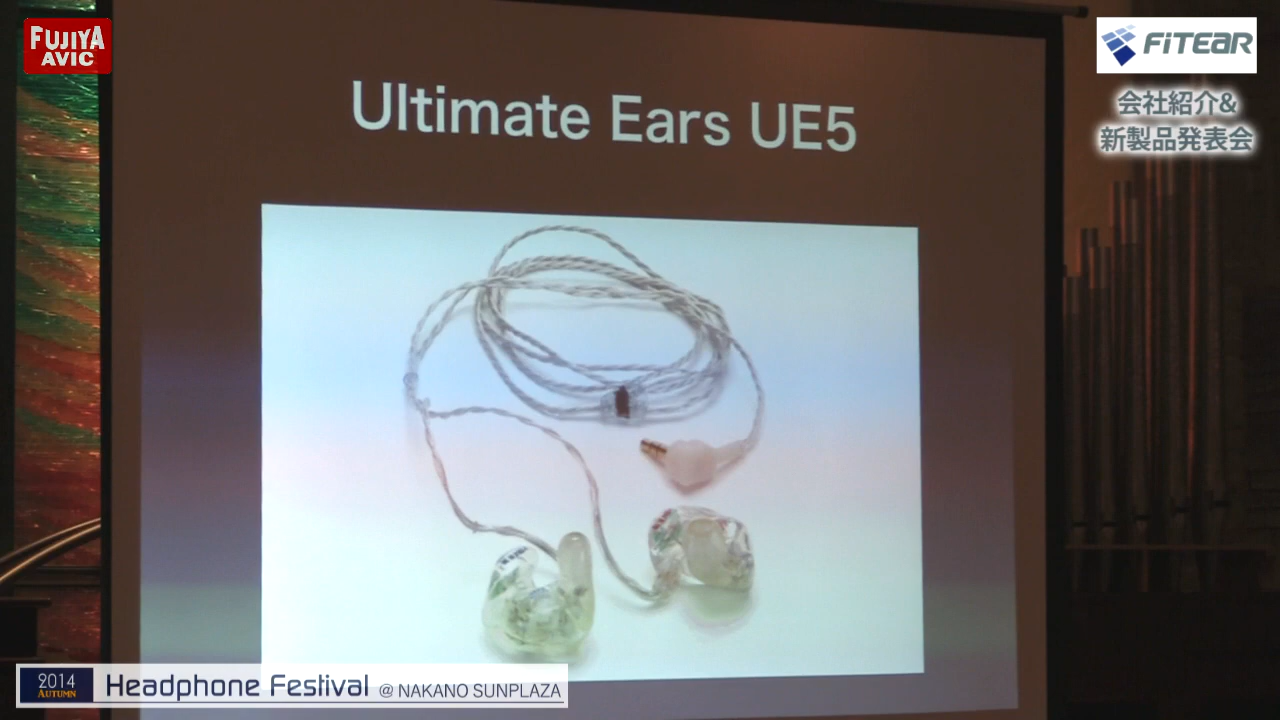 FUJIYA
AVIC
FiTEAR
会社紹介&
新製品発表会
Ultimate Ears UE5
2014
AUTUMN
Headphone Festival @ NAKANO SUNPLAZA